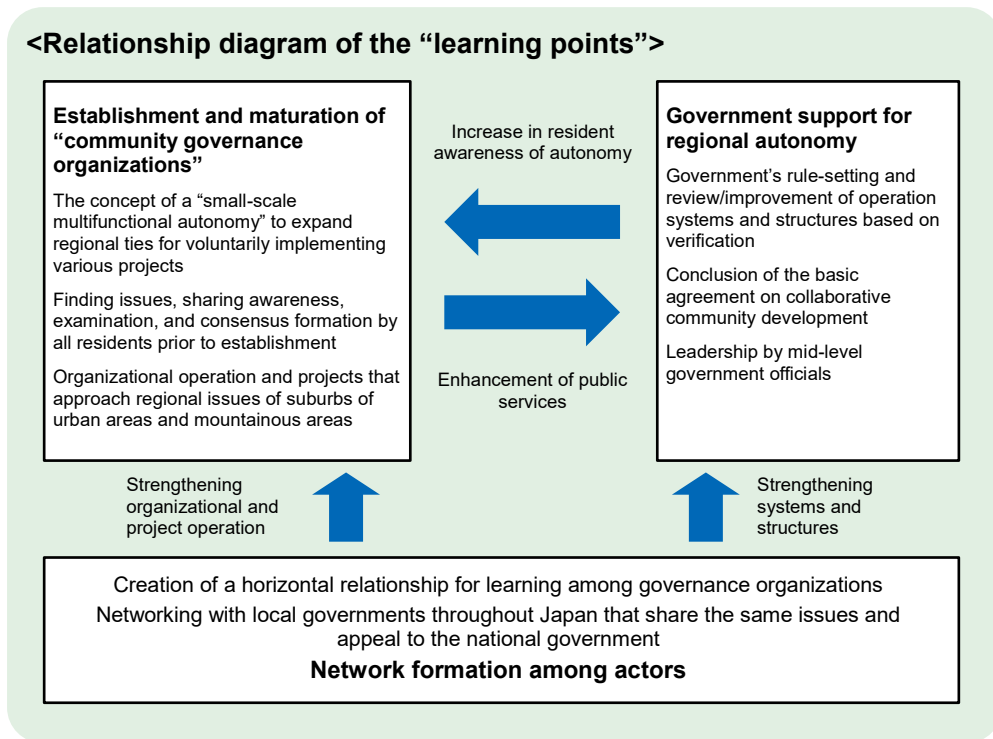 <Relationship diagram of the “learning points”>
Establishment and maturation of
“community governance
organizations”
The concept of a “small-scale
multifunctional autonomy” to expand
regional ties for voluntarily implementing
various projects
Finding issues, sharing awareness,
examination, and consensus formation by
all residents prior to establishment
Organizational operation and projects that
approach regional issues of suburbs of
urban areas and mountainous areas
Increase in resident
awareness of autonomy
Enhancement of public
services
Government support for
regional autonomy
Government’s rule-setting and
review/improvement of operation
systems and structures based on
verification
Conclusion of the basic
agreement on collaborative
community development
Leadership by mid-level
government officials
Strengthening
organizational and
project operation
Strengthening
systems and
structures
Creation of a horizontal relationship for learning among governance organizations
Networking with local governments throughout Japan that share the same issues and
appeal to the national government
Network formation among actors